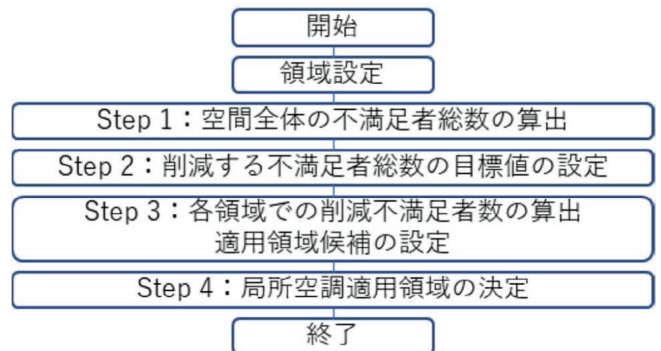 開始
領域設定
Step 1：空間全体の不満足者総数の算出
Step 2：削減する不満足者総数の目標値の設定
Step 3：各領域での削減不満足者数の算出
適用領域候補の設定
Step 4：局所空調適用領域の決定
終了